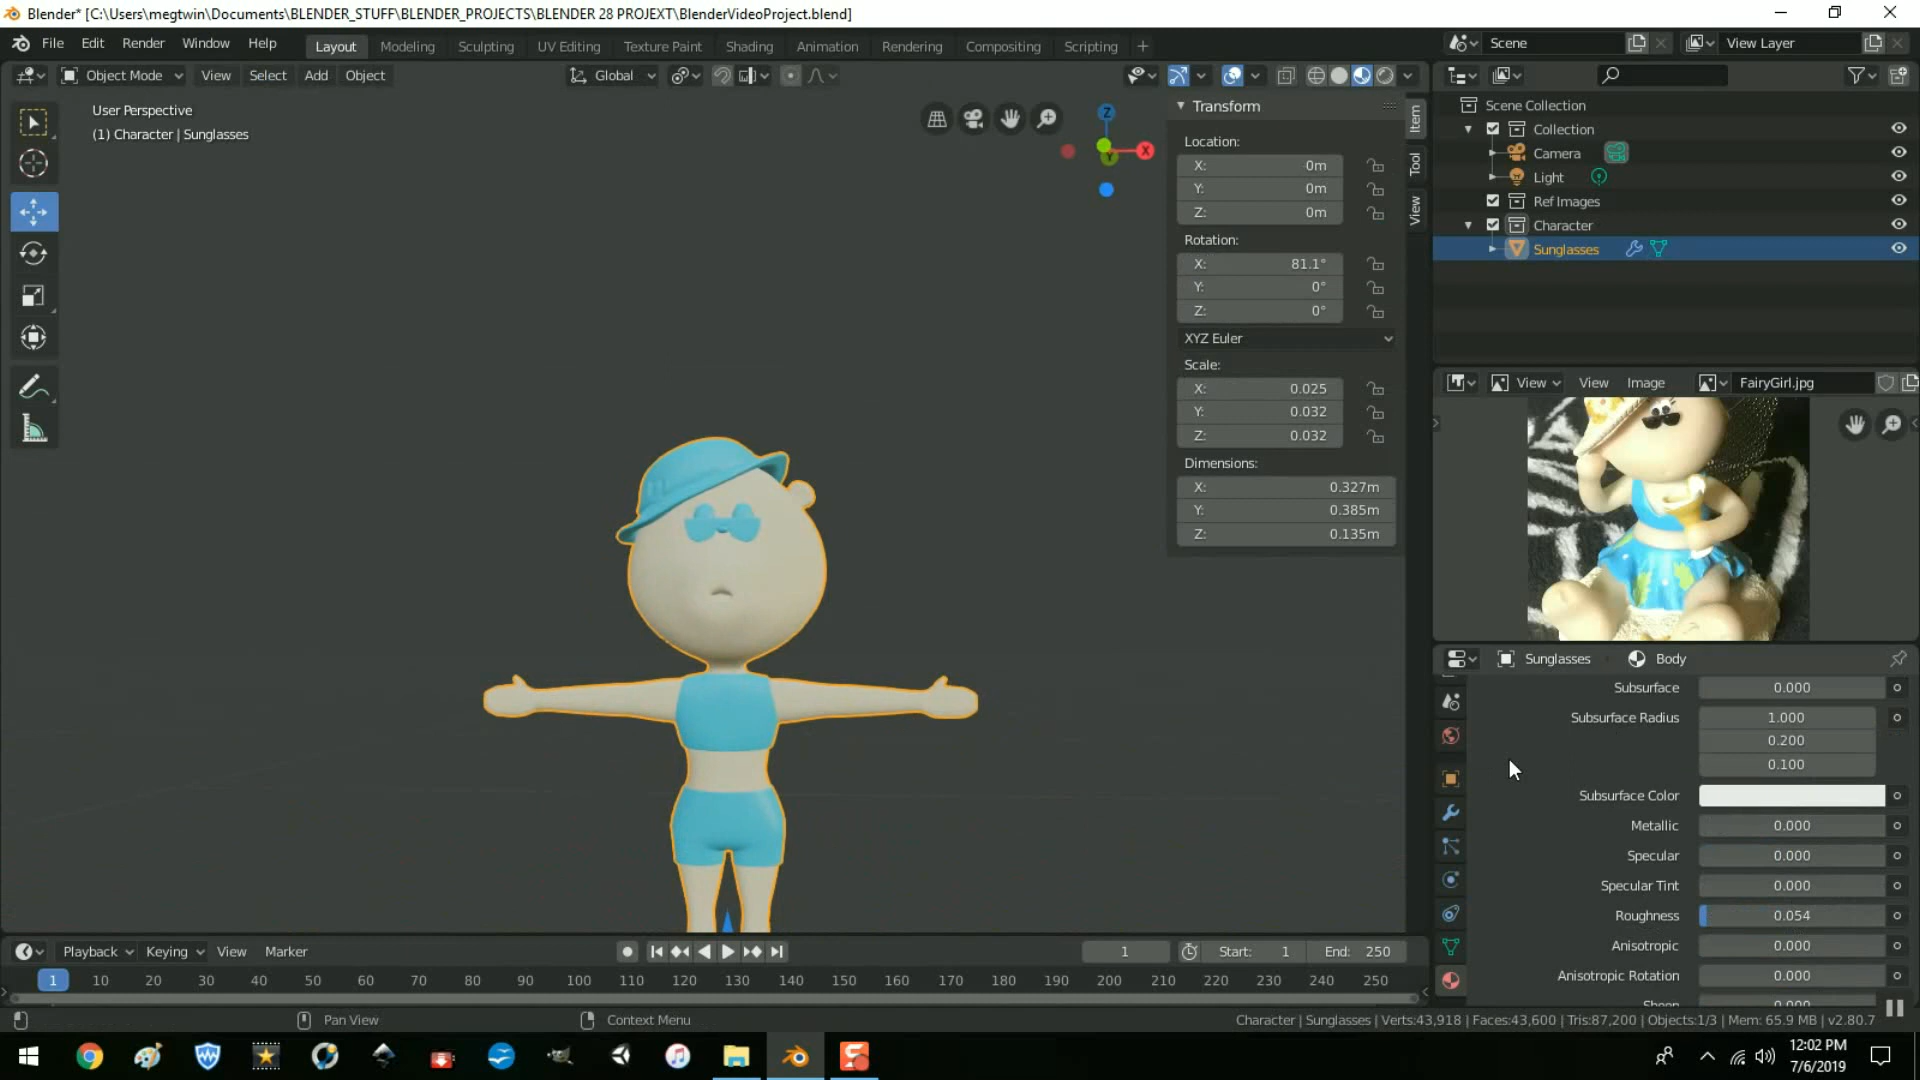 Blender* [C:\Users\megtwin\Documents\BLENDER_STUFF\BLENDER_PROJECTS\BLENDER 28 PROJEXT\BlenderVideoProject.blend]
File Edit Render Window Help Layout Modeling Sculpting UV Editing Texture Paint Shading Animation Rendering Compositing Scripting + Scene View Layer
Object Mode View Select Add Object Global
User Perspective
(1) Character | Sunglasses
Z
X
Y
Transform
Location:
X: 0m
Y: 0m
Z: 0m
Rotation:
X: 81.1°
Y: 0°
Z: 0°
XYZ Euler
Scale:
X: 0.025
Y: 0.032
Z: 0.032
Dimensions:
X: 0.327m
Y: 0.385m
Z: 0.135m
Item
Tool
View
Scene Collection
Collection
Camera
Light
Ref Images
Character
Sunglasses
View View Image FairyGirl.jpg
Sunglasses Body
Subsurface 0.000
Subsurface Radius 1.000
0.200
0.100
Subsurface Color
Metallic 0.000
Specular 0.000
Specular Tint 0.000
Roughness 0.054
Anisotropic 0.000
Anisotropic Rotation 0.000
Sheen 0.000
Playback Keying View Marker 1 Start: 1 End: 250
1 10 20 30 40 50 60 70 80 90 100 110 120 130 140 150 160 170 180 190 200 210 220 230 240 250
Pan View Context Menu Character | Sunglasses | Verts:43,918 | Faces:43,600 | Tris:87,200 | Objects:1/3 | Mem: 65.9 MB | v2.80.7
12:02 PM
7/6/2019